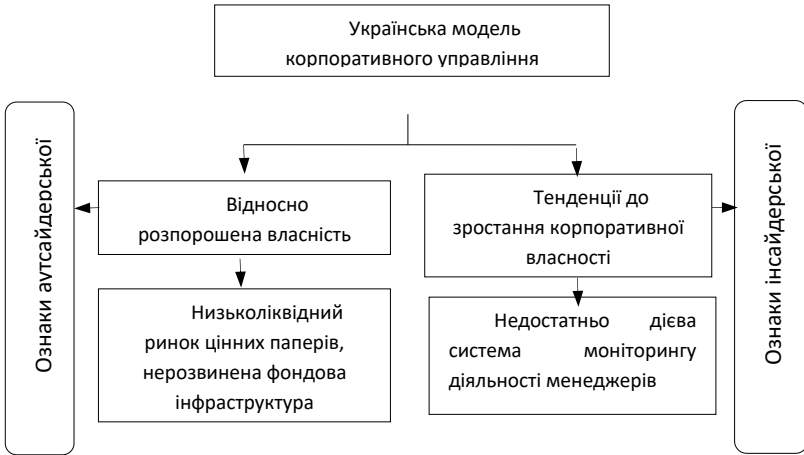 Українська модель
корпоративного управління
Ознаки аутсайдерської
Відносно
розпорошена власність
Тенденції до
зростання корпоративної
власності
Ознаки інсайдерської
Низьколіквідний
ринок цінних паперів,
нерозвинена фондова
інфраструктура
Недостатньо дієва
система моніторингу
діяльності менеджерів